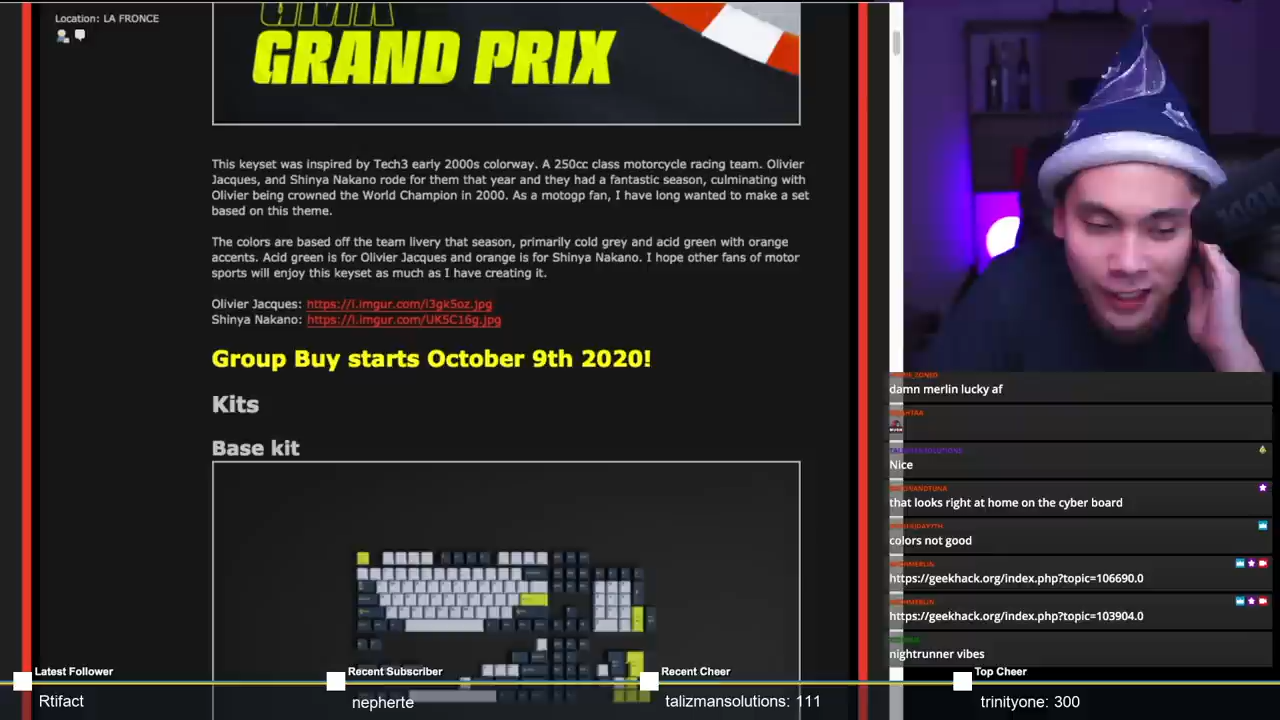 Location: LA FRONCE
GMK
GRAND PRIX
This keyset was inspired by Tech3 early 2000s colorway. A 250cc class motorcycle racing team. Olivier
Jacques, and Shinya Nakano rode for them that year and they had a fantastic season, culminating with
Olivier being crowned the World Champion in 2000. As a motogp fan, I have long wanted to make a set
based on this theme.
The colors are based off the team livery that season, primarily cold grey and acid green with orange
accents. Acid green is for Olivier Jacques and orange is for Shinya Nakano. I hope other fans of motor
sports will enjoy this keyset as much as I have creating it.
Olivier Jacques: https://i.imgur.com/i3gk5oz.jpg
Shinya Nakano: https://i.imgur.com/UK5C16g.jpg
Group Buy starts October 9th 2020!
Kits
Base kit
damn merlin lucky af
Nice
that looks right at home on the cyber board
colors not good
https://geekhack.org/index.php?topic=106690.0
https://geekhack.org/index.php?topic=103904.0
nightrunner vibes
Latest Follower
Rtifact
Recent Subscriber
nepherte
Recent Cheer
talizmansolutions: 111
Top Cheer
trinityone: 300